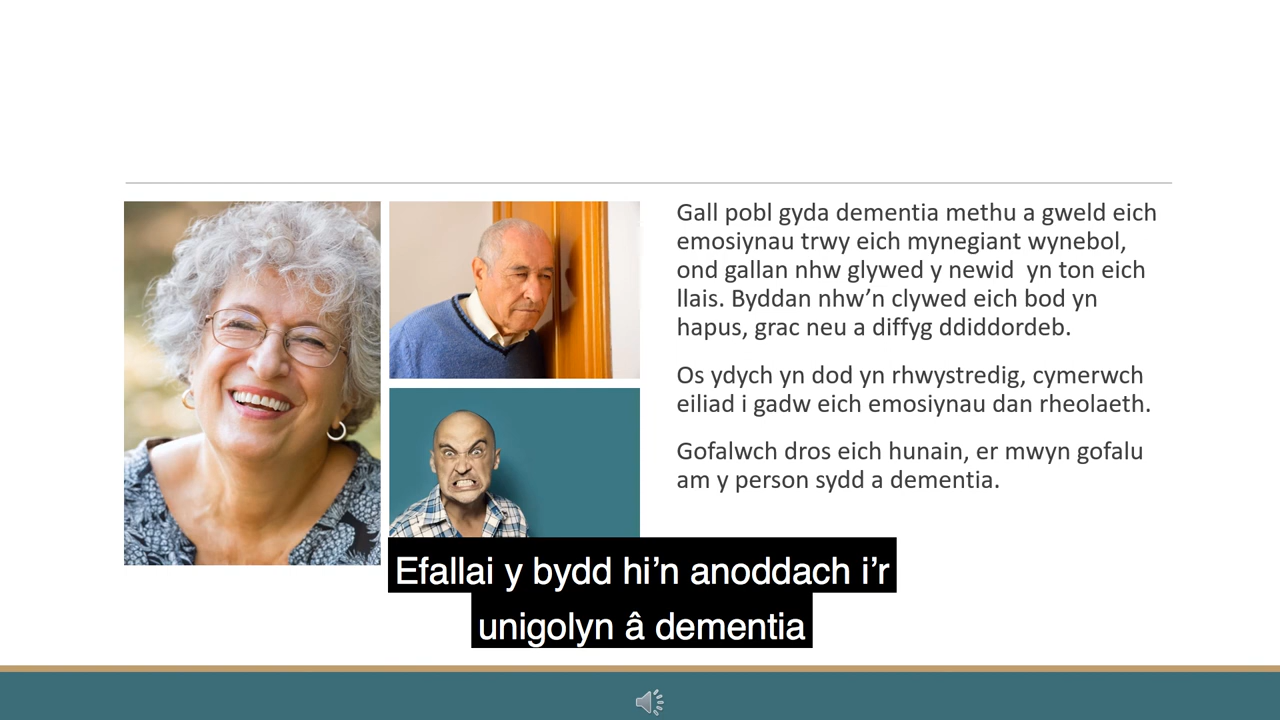 Gall pobl gyda dementia methu a gweld eich
emosiynau trwy eich mynegiant wynebol,
ond gallan nhw glywed y newid  yn ton eich
llais. Byddan nhw’n clywed eich bod yn
hapus, grac neu a diffyg ddiddordeb.
Os ydych yn dod yn rhwystredig, cymerwch
eiliad i gadw eich emosiynau dan rheolaeth.
Gofalwch dros eich hunain, er mwyn gofalu
am y person sydd a dementia.
Efallai y bydd hi’n anoddach i’r
unigolyn â dementia